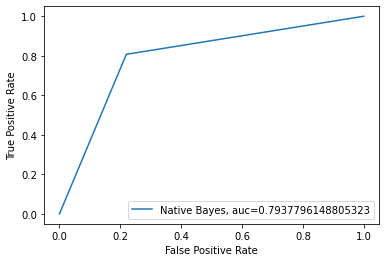 1.0
0.8
0.6
0.4
0.2
0.0
True Positive Rate
Native Bayes, auc=0.7937796148805323
0.0 0.2 0.4 0.6 0.8 1.0
False Positive Rate